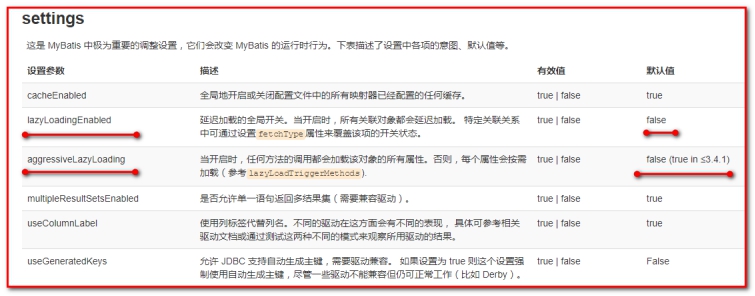 settings
这是 MyBatis 中极为重要的调整设置，它们会改变 MyBatis 的运行时行为。下表描述了设置中各项的意图、默认值等。
设置参数 描述 有效值 默认值
cacheEnabled 全局地开启或关闭配置文件中的所有映射器已经配置的任何缓存。 true | false true
lazyLoadingEnabled 延迟加载的全局开关。当开启时，所有关联对象都会延迟加载。 特定关联关系 true | false false
中可通过设置 fetchType 属性来覆盖该项的开关状态。
aggressiveLazyLoading 当开启时，任何方法的调用都会加载该对象的所有属性。否则，每个属性会按需 true | false false (true in ≤3.4.1)
加载（参考 lazyLoadTriggerMethods).
multipleResultSetsEnabled 是否允许单一语句返回多结果集（需要兼容驱动）。 true | false true
useColumnLabel 使用列标签代替列名。不同的驱动在这方面会有不同的表现， 具体可参考相关 true | false true
驱动文档或通过测试这两种不同的模式来观察所用驱动的结果。
useGeneratedKeys 允许 JDBC 支持自动生成主键，需要驱动兼容。 如果设置为 true 则这个设置强 true | false False
制使用自动生成主键，尽管一些驱动不能兼容但仍可正常工作（比如 Derby）。